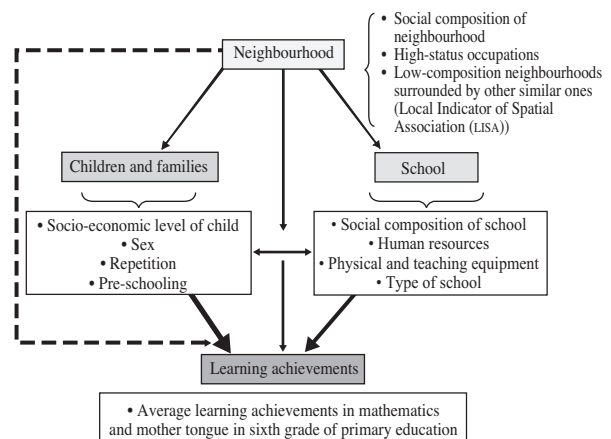 Neighbourhood
• Social composition of
neighbourhood
• High-status occupations
• Low-composition neighbourhoods
surrounded by other similar ones
(Local Indicator of Spatial
Association (LISA))
Children and families
School
• Socio-economic level of child
• Sex
• Repetition
• Pre-schooling
• Social composition of school
• Human resources
• Physical and teaching equipment
• Type of school
Learning achievements
• Average learning achievements in mathematics
and mother tongue in sixth grade of primary education